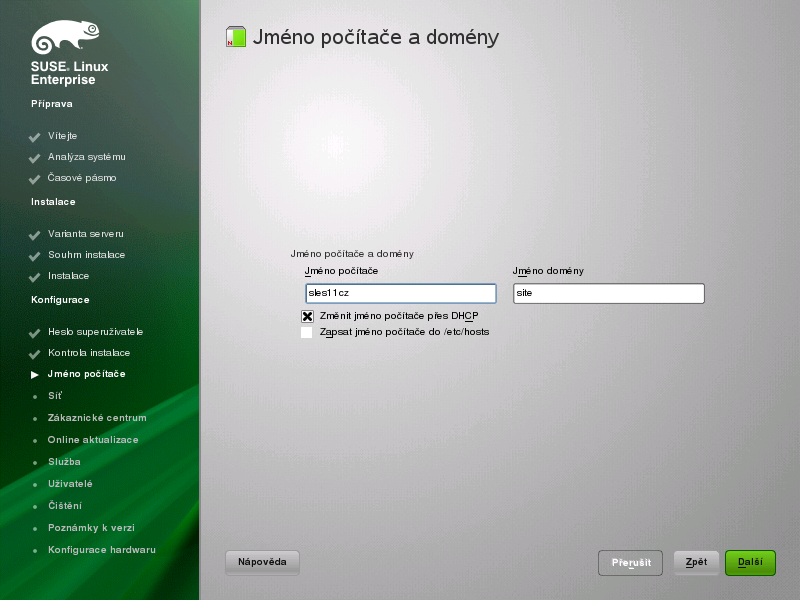 SUSE® Linux
Enterprise
Příprava
Vítejte
Analýza systému
Časové pásmo
Instalace
Varianta serveru
Souhrn instalace
Instalace
Konfigurace
Heslo superuživatele
Kontrola instalace
Jméno počítače
Síť
Zákaznické centrum
Online aktualizace
Služba
Uživatelé
Čištění
Poznámky k verzi
Konfigurace hardwaru
N
Jméno počítače a domény
Jméno počítače a domény
Jméno počítače
Jméno domény
sles11cz
site
Změnit jméno počítače přes DHCP
Zapsat jméno počítače do /etc/hosts
Nápověda
Přerušit
Zpět
Další